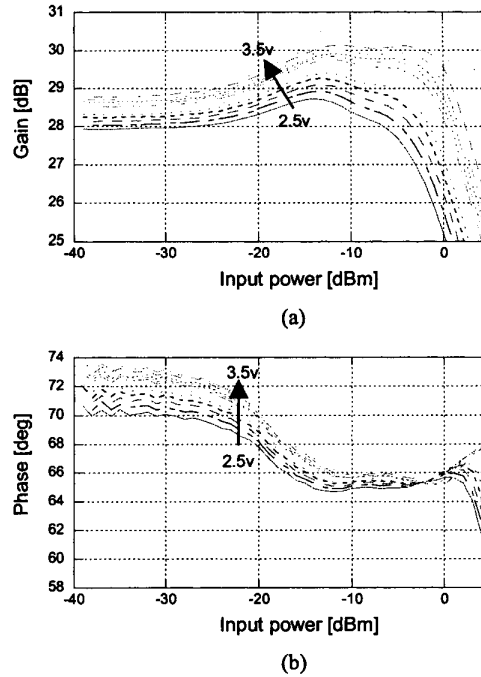 31
30
29
28
27
26
25
Gain [dB]
3.5v
2.5v
-40 -30 -20 -10 0
Input power [dBm]
(a)
74
72
70
68
66
64
62
60
58
Phase [deg]
3.5v
2.5v
-40 -30 -20 -10 0
Input power [dBm]
(b)